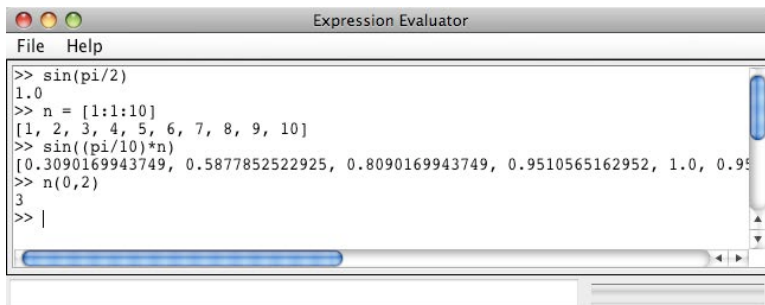 Expression Evaluator
File Help
>> sin(pi/2)
1.0
>> n = [1:1:10]
[1, 2, 3, 4, 5, 6, 7, 8, 9, 10]
>> sin((pi/10)*n)
[0.3090169943749, 0.5877852522925, 0.8090169943749, 0.9510565162952, 1.0, 0.95
>> n(0,2)
3
>>